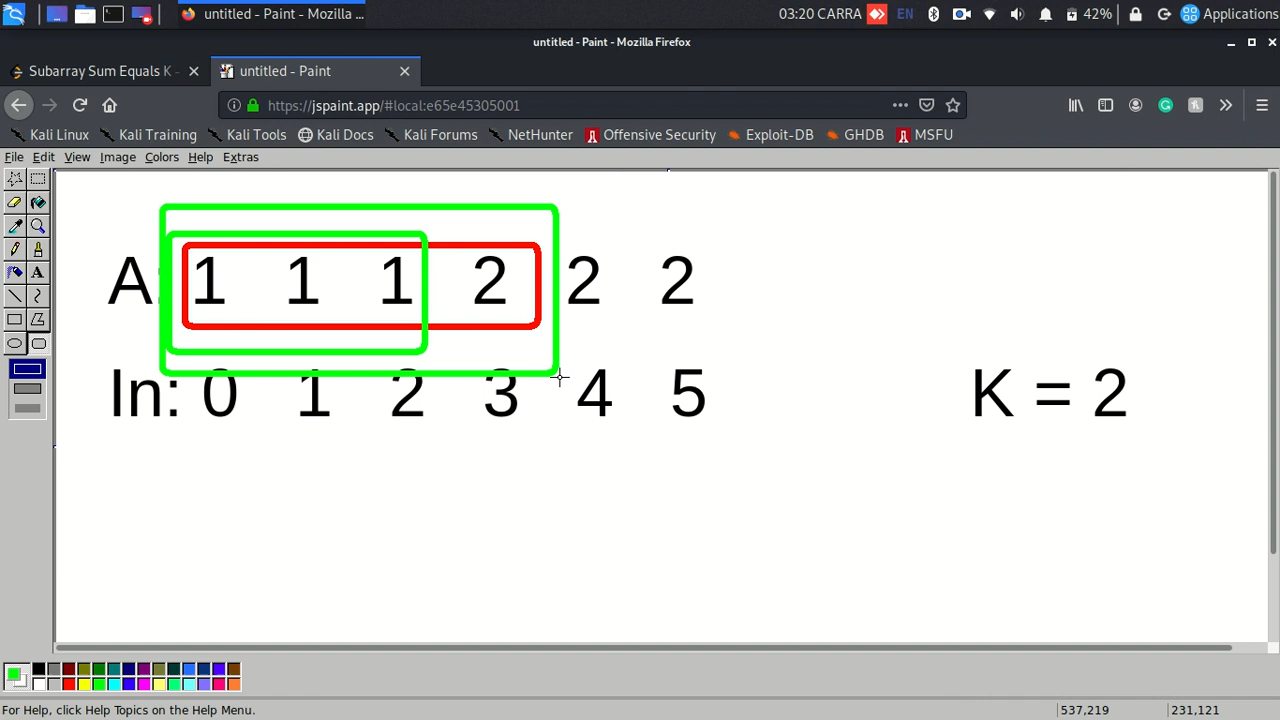 untitled - Paint - Mozilla ... 03:20 CARRA EN 42% Applications
untitled - Paint - Mozilla Firefox
Subarray Sum Equals K - untitled - Paint
https://jspaint.app/#local:e65e45305001
Kali Linux Kali Training Kali Tools Kali Docs Kali Forums NetHunter Offensive Security Exploit-DB GHDB MSFU
File Edit View Image Colors Help Extras
A: 1 1 1 2 2 2
In: 0 1 2 3 4 5 K = 2
For Help, click Help Topics on the Help Menu. 537,219 231,121